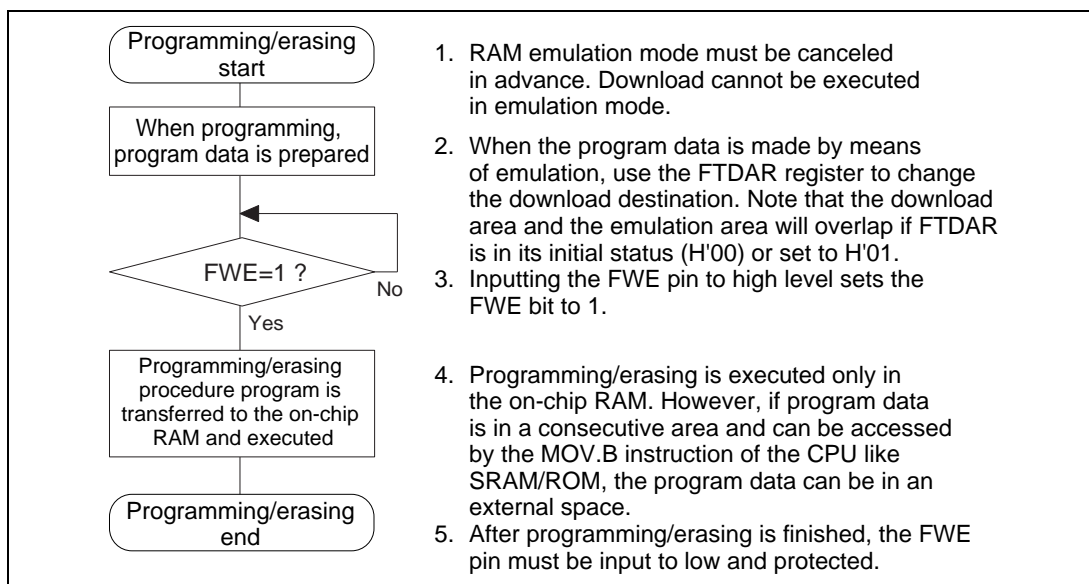 Programming/erasing
start
When programming,
program data is prepared
FWE=1 ?
No
Yes
Programming/erasing
procedure program is
transferred to the on-chip
RAM and executed
Programming/erasing
end
1. RAM emulation mode must be canceled
in advance. Download cannot be executed
in emulation mode.
2. When the program data is made by means
of emulation, use the FTDAR register to change
the download destination. Note that the download
area and the emulation area will overlap if FTDAR
is in its initial status (H'00) or set to H'01.
3. Inputting the FWE pin to high level sets the
FWE bit to 1.
4. Programming/erasing is executed only in
the on-chip RAM. However, if program data
is in a consecutive area and can be accessed
by the MOV.B instruction of the CPU like
SRAM/ROM, the program data can be in an
external space.
5. After programming/erasing is finished, the FWE
pin must be input to low and protected.